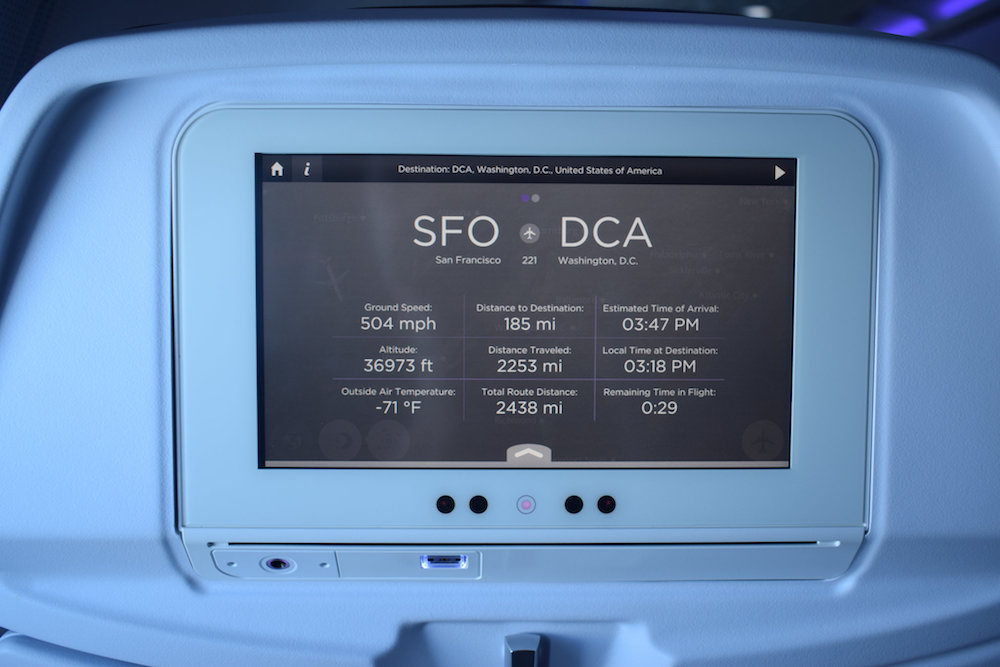 i
Destination: DCA, Washington, D.C., United States of America
SFO DCA
San Francisco 221 Washington, D.C.
Ground Speed: Distance to Destination: Estimated Time of Arrival:
504 mph 185 mi 03:47 PM
Altitude: Distance Traveled: Local Time at Destination:
36973 ft 2253 mi 03:18 PM
Outside Air Temperature: Total Route Distance: Remaining Time in Flight:
-71 °F 2438 mi 0:29